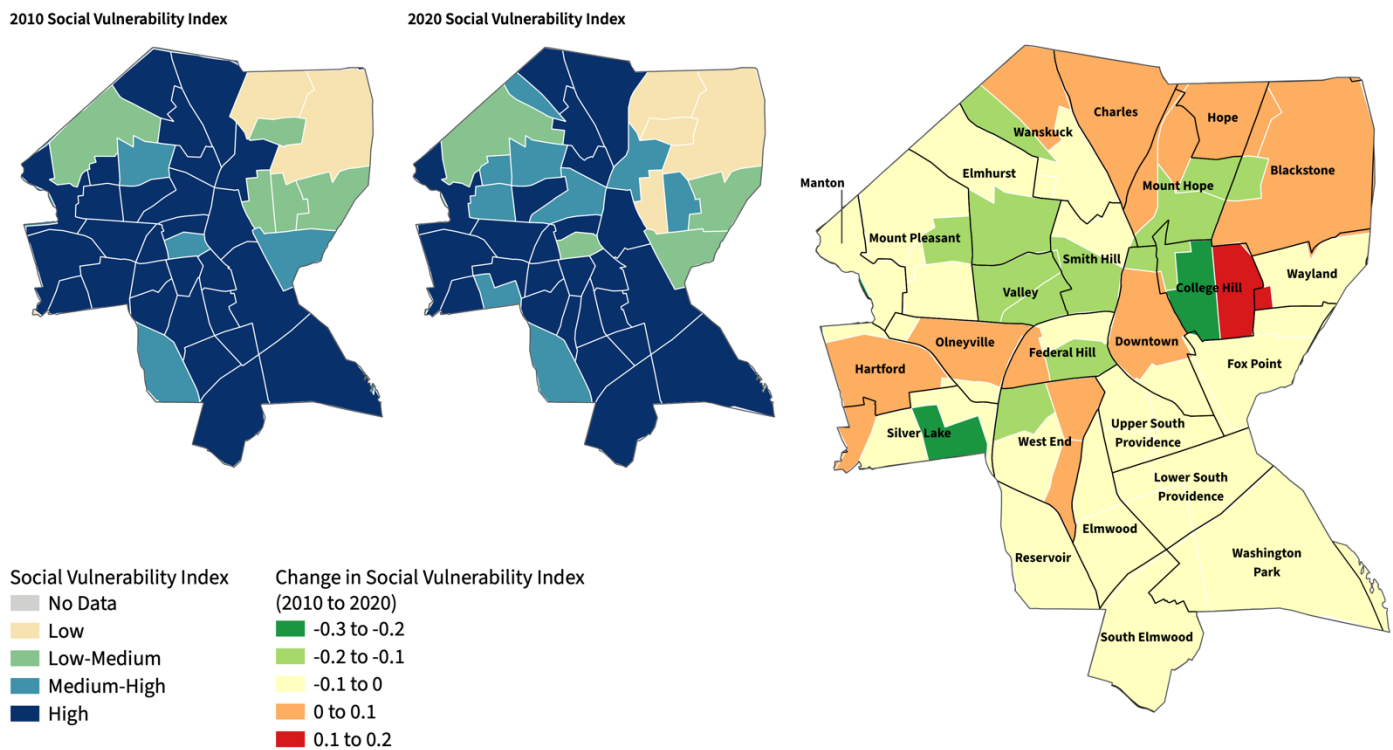 2010 Social Vulnerability Index
2020 Social Vulnerability Index
Charles
Hope
Wanskuck
Blackstone
Elmhurst
Manton
Mount Hope
Mount Pleasant
Smith Hill
Wayland
College Hill
Valley
Olneyville
Downtown
Federal Hill
Fox Point
Hartford
Silver Lake
West End
Upper South
Providence
Lower South
Providence
Elmwood
Reservoir
Washington
Park
South Elmwood
Social Vulnerability Index
No Data
Low
Low-Medium
Medium-High
High
Change in Social Vulnerability Index
(2010 to 2020)
-0.3 to -0.2
-0.2 to -0.1
-0.1 to 0
0 to 0.1
0.1 to 0.2